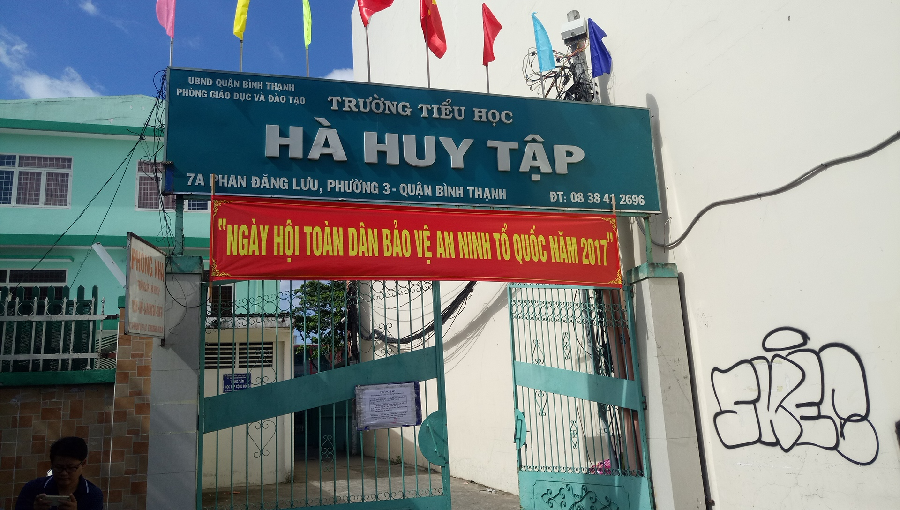 UBND QUẬN BÌNH THẠNH
PHÒNG GIÁO DỤC VÀ ĐÀO TẠO
TRƯỜNG TIỂU HỌC
HÀ HUY TẬP
7A PHAN ĐĂNG LƯU, PHƯỜNG 3 - QUẬN BÌNH THẠNH
ĐT: 08 38 41 2696
"NGÀY HỘI TOÀN DÂN BẢO VỆ AN NINH TỔ QUỐC NĂM 2017"